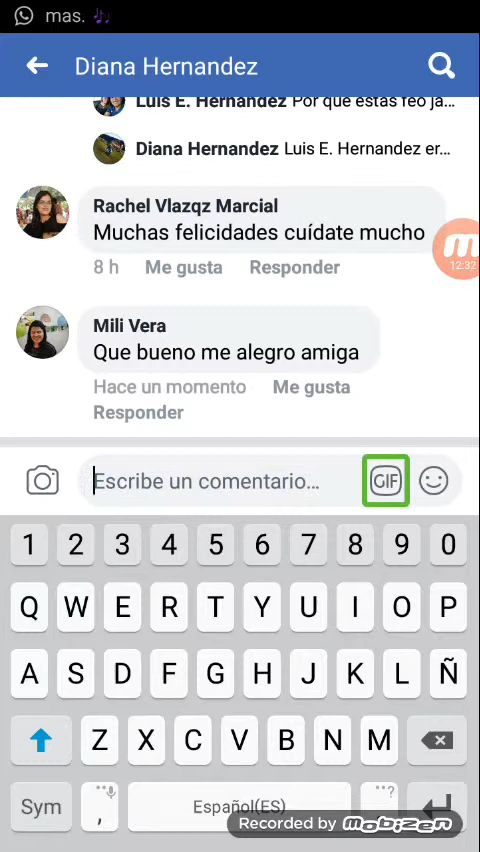 mas.
Diana Hernandez
Luis E. Hernandez Por que estas feo ja...
Diana Hernandez Luis E. Hernandez er...
Rachel Vlazqz Marcial
Muchas felicidades cuídate mucho
8 h Me gusta Responder
12:32
Mili Vera
Que bueno me alegro amiga
Hace un momento Me gusta
Responder
Escribe un comentario... GIF
1 2 3 4 5 6 7 8 9 0
Q W E R T Y U I O P
A S D F G H J K L Ñ
Z X C V B N M
Sym , Español(ES) ?
Recorded by mobizen